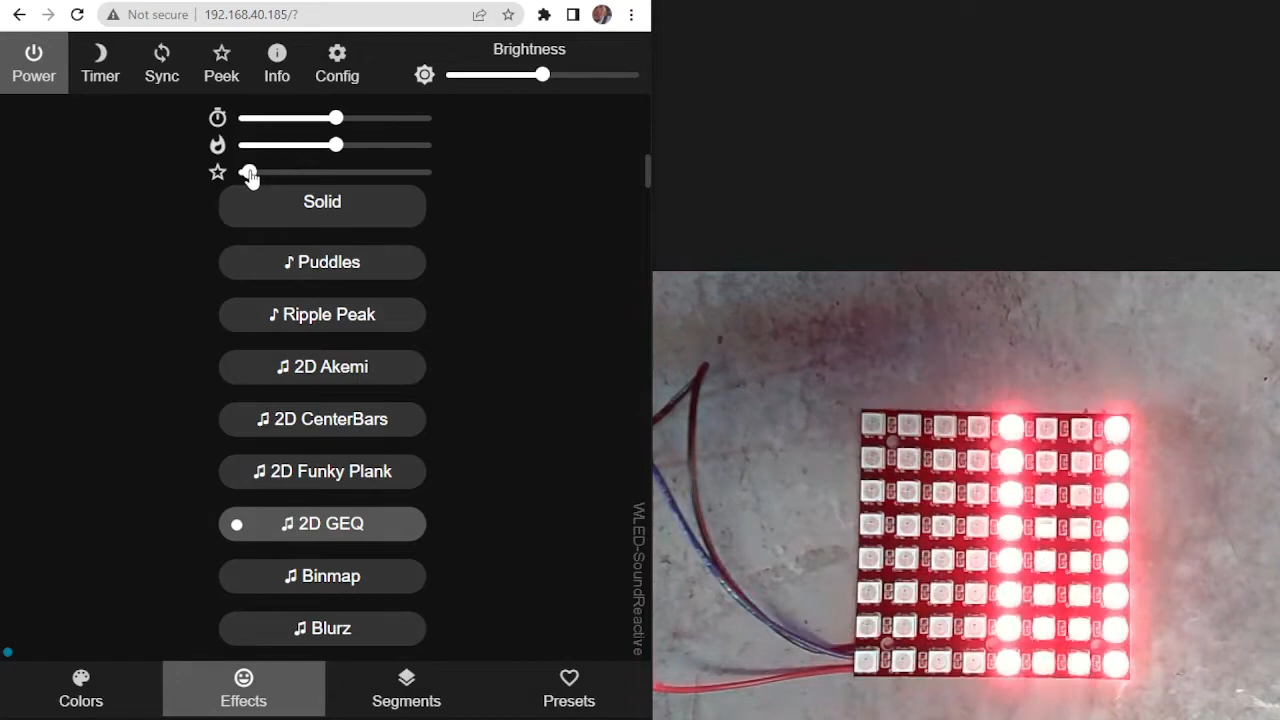 Not secure
192.168.40.185/?
Power
Timer
Sync
Peek
Info
Config
Brightness
Solid
♪ Puddles
♪ Ripple Peak
♫ 2D Akemi
♫ 2D CenterBars
♫ 2D Funky Plank
♫ 2D GEQ
♫ Binmap
♫ Blurz
WLED-SoundReactive
Colors
Effects
Segments
Presets